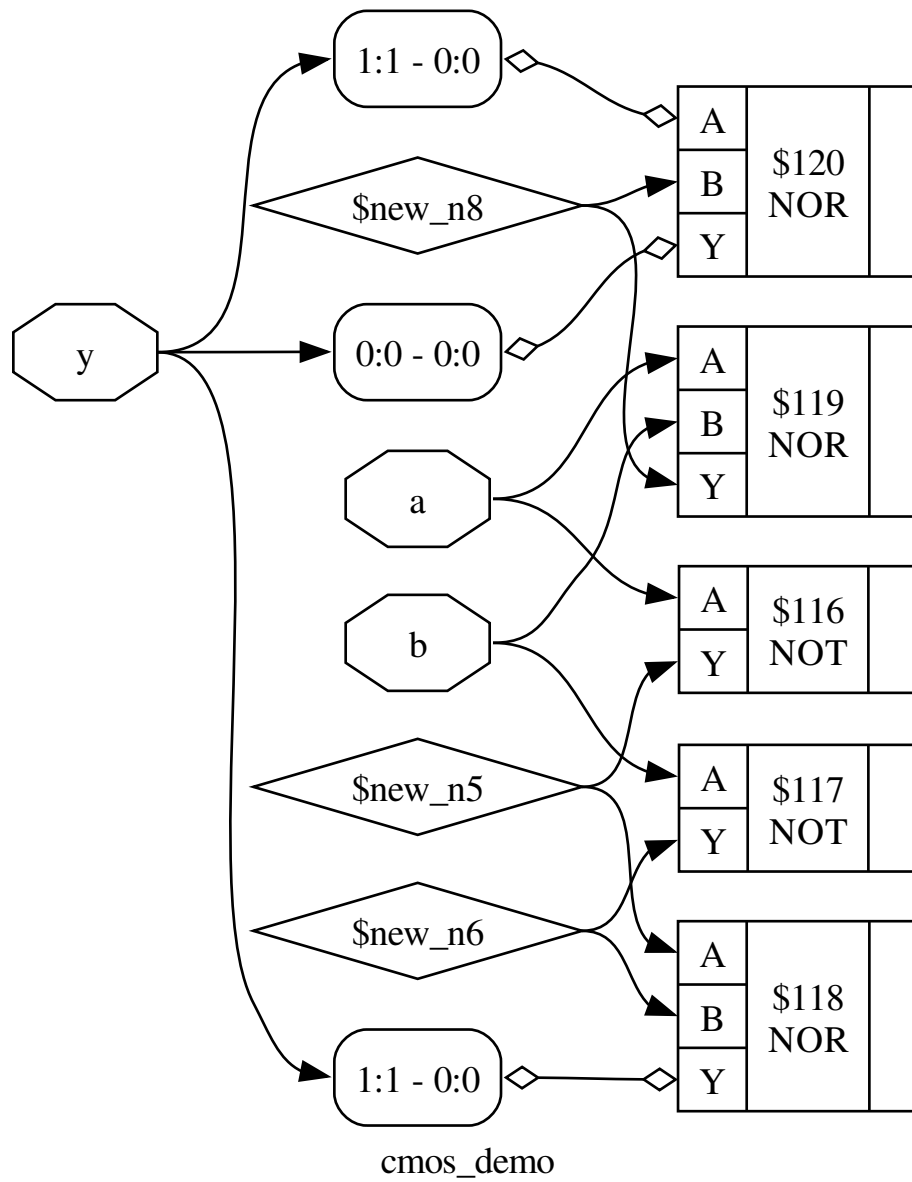 1:1 - 0:0
$new_n8
y
0:0 - 0:0
a
b
$new_n5
$new_n6
1:1 - 0:0
A
B
Y
$120
NOR
A
B
Y
$119
NOR
A
Y
$116
NOT
A
Y
$117
NOT
A
B
Y
$118
NOR
cmos_demo